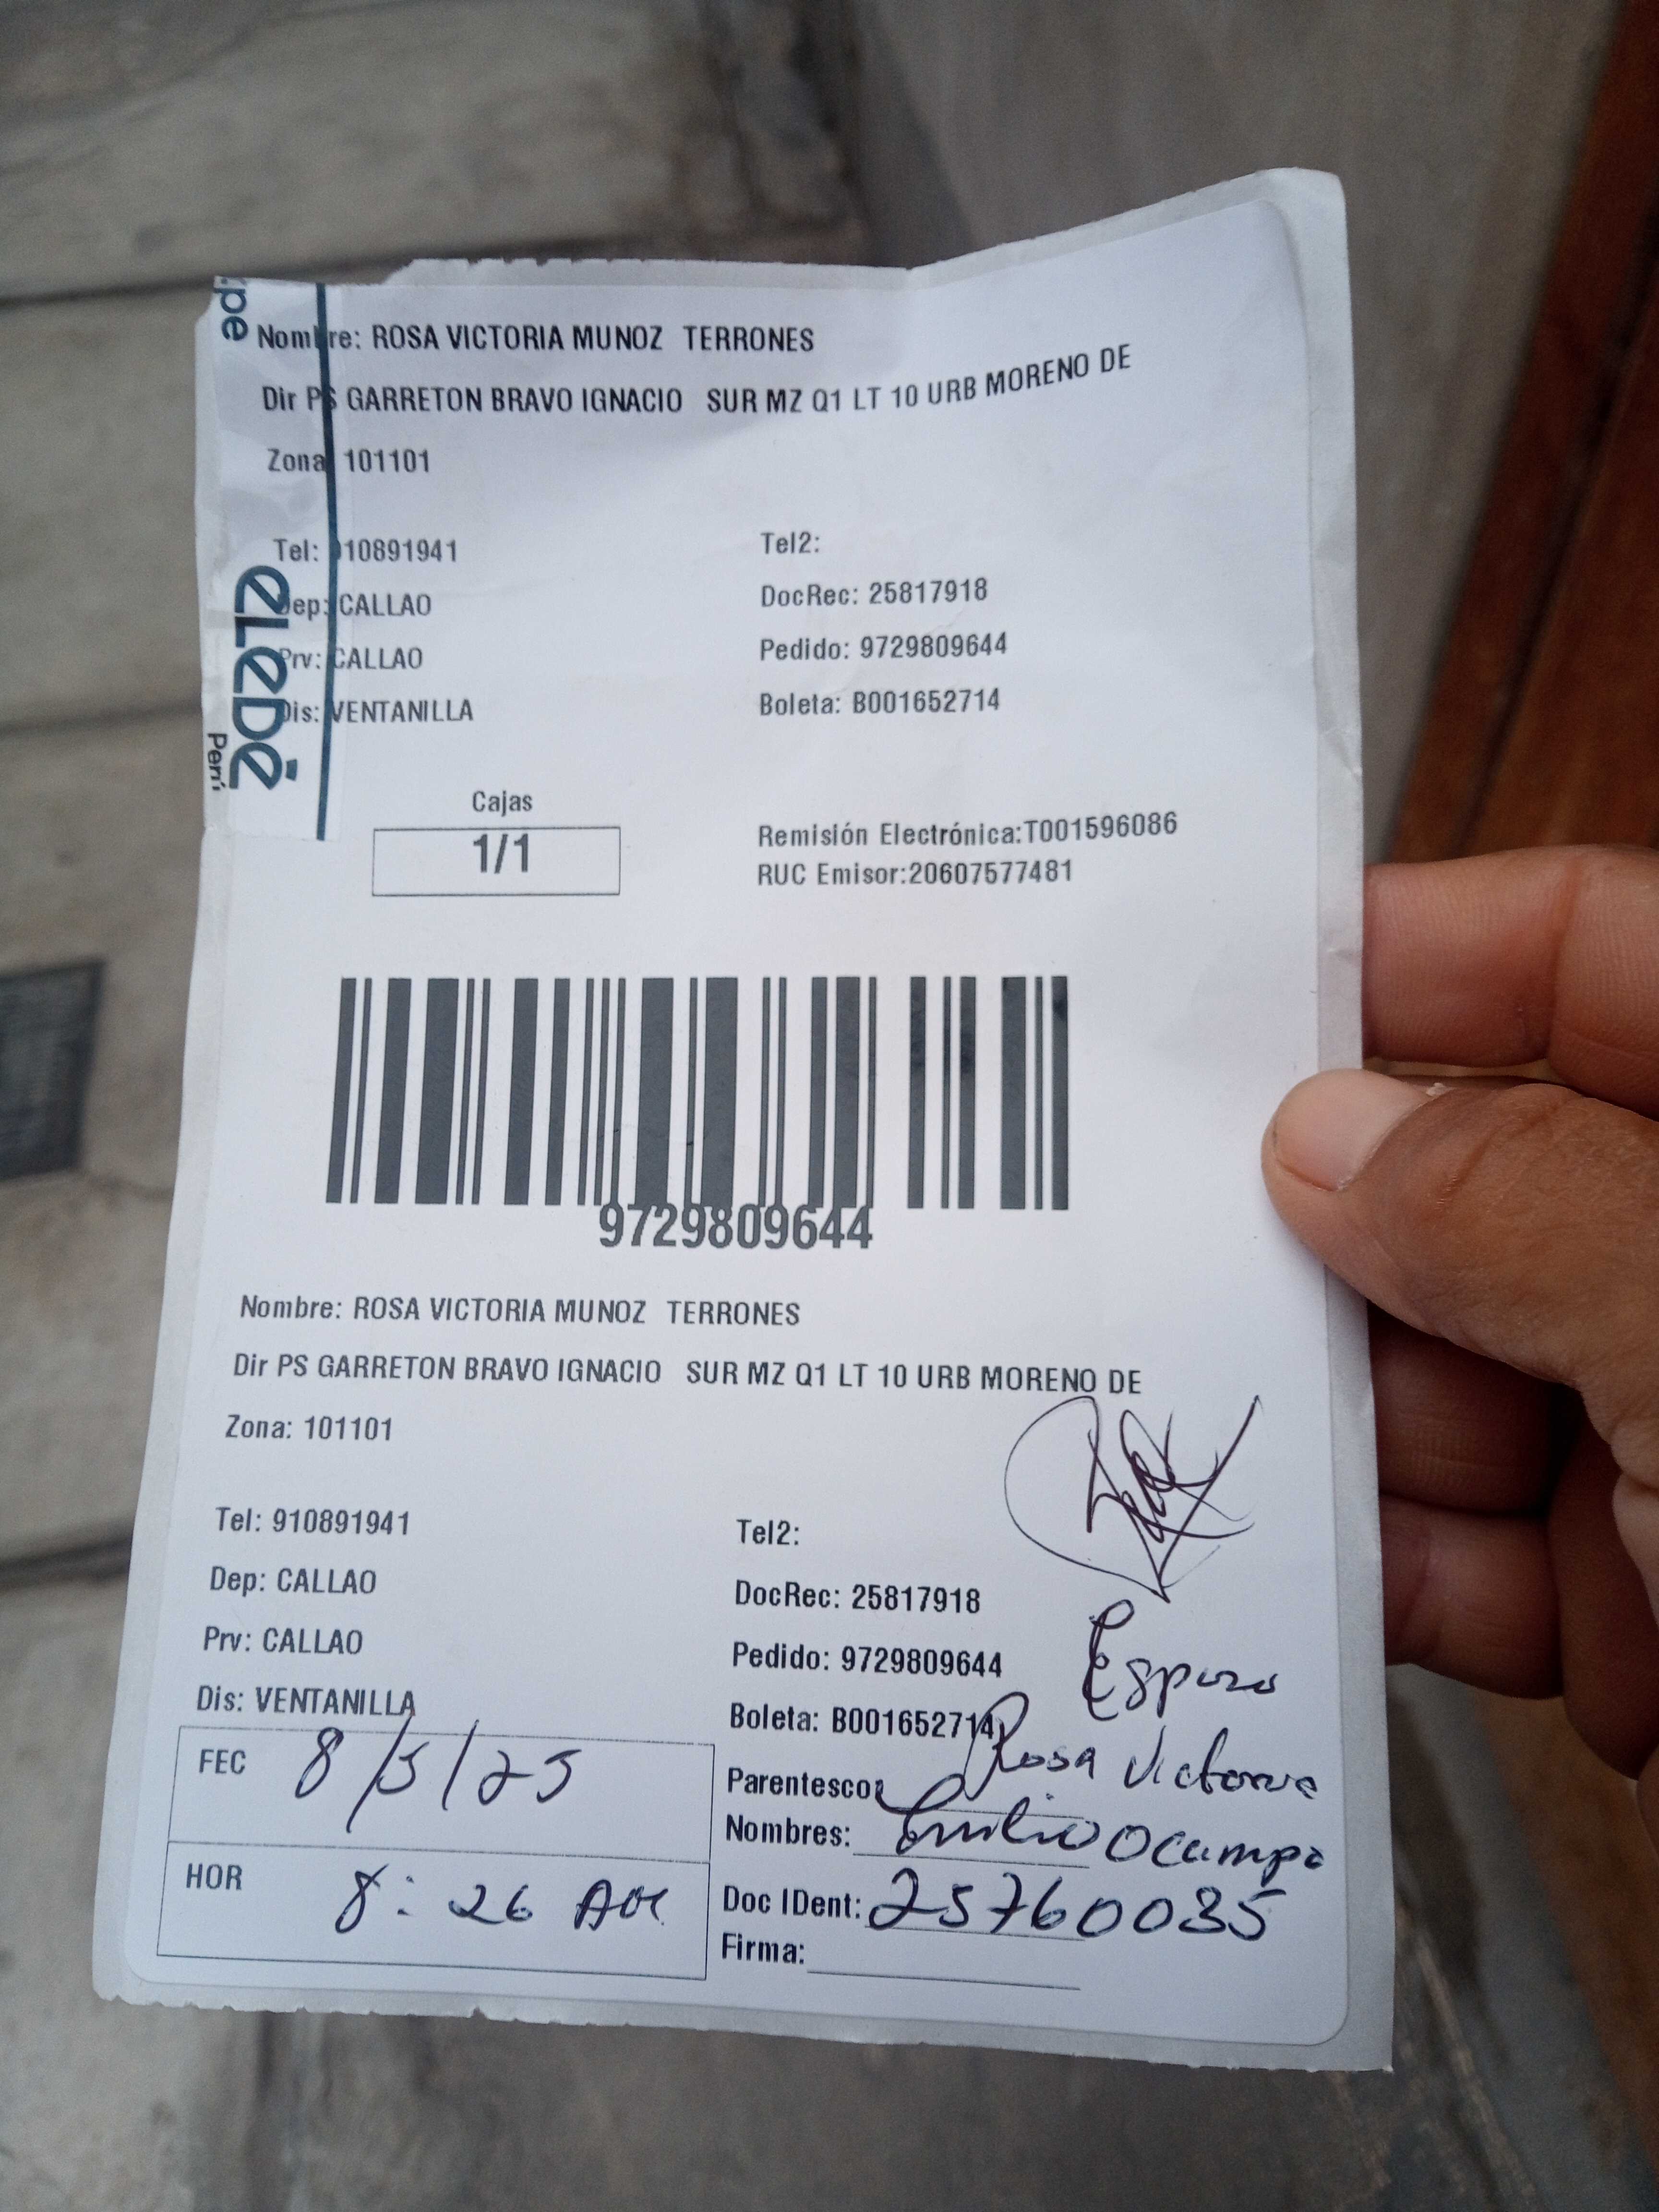 :pe
Nombre: ROSA VICTORIA MUNOZ TERRONES
Dir PS GARRETON BRAVO IGNACIO SUR MZ Q1 LT 10 URB MORENO DE
Zona 101101
Tel: 910891941
Tel2:
Dep: CALLAO
DocRec: 25817918
Prv: CALLAO
Pedido: 9729809644
Dis: VENTANILLA
Boleta: B001652714
eLeDé
Perú
Cajas
1/1
Remisión Electrónica:T001596086
RUC Emisor:20607577481
9729809644
Nombre: ROSA VICTORIA MUNOZ TERRONES
Dir PS GARRETON BRAVO IGNACIO SUR MZ Q1 LT 10 URB MORENO DE
Zona: 101101
Tel: 910891941
Tel2:
Dep: CALLAO
DocRec: 25817918
Prv: CALLAO
Pedido: 9729809644
Esposo
Dis: VENTANILLA
Boleta: B001652714
FEC 8/5/25
Parentesco: Rosa Victoria
Nombres: Emilio Ocampo
HOR 8:26 AM
Doc IDent: 25760035
Firma: